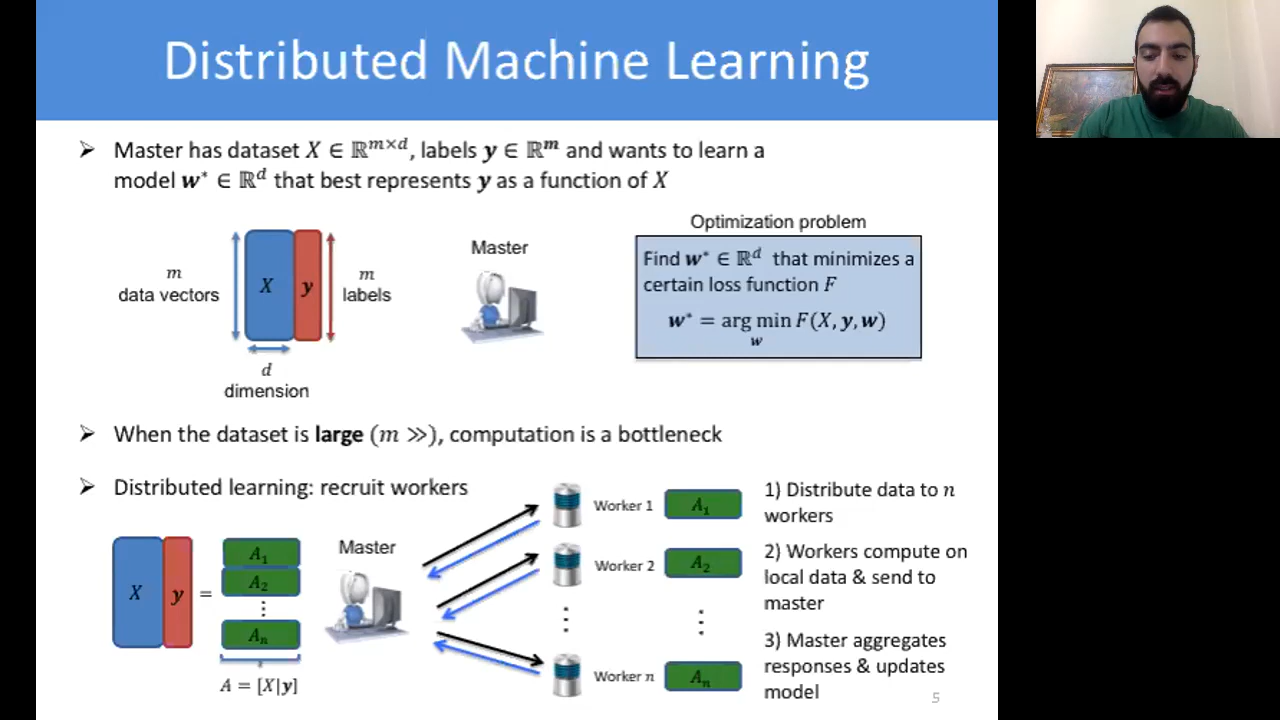 Distributed Machine Learning
➢ Master has dataset X ∈ ℝ^{m×d}, labels y ∈ ℝ^m and wants to learn a
model w* ∈ ℝ^d that best represents y as a function of X
m
data vectors
X
y
m
labels
d
dimension
Master
Optimization problem
Find w* ∈ ℝ^d that minimizes a
certain loss function F
w* = arg min F(X, y, w)
w
➢ When the dataset is large (m ≫), computation is a bottleneck
➢ Distributed learning: recruit workers
X
y
=
A₁
A₂
⋮
Aₙ
A = [X|y]
Master
Worker 1
A₁
Worker 2
A₂
⋮
⋮
Worker n
Aₙ
1) Distribute data to n
workers
2) Workers compute on
local data & send to
master
3) Master aggregates
responses & updates
model
5